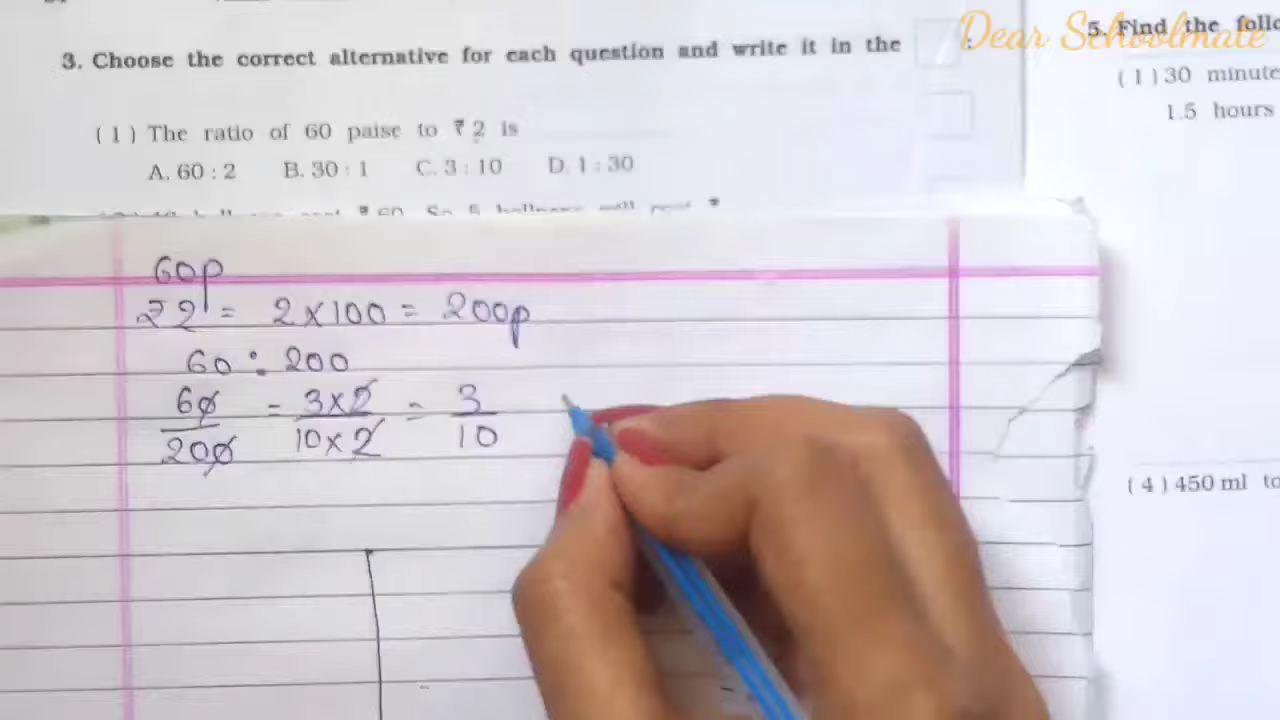 Dear Schoolmate
3. Choose the correct alternative for each question and write it in the :
(1) The ratio of 60 paise to ₹ 2 is
A. 60 : 2 B. 30 : 1 C. 3 : 10 D. 1 : 30
60p
₹ 2 = 2 × 100 = 200p
60 : 200
60/200 = 3 × 2/10 × 2 = 3/10
5. Find the
(1) 30
1.5 hours
(4) 450 ml